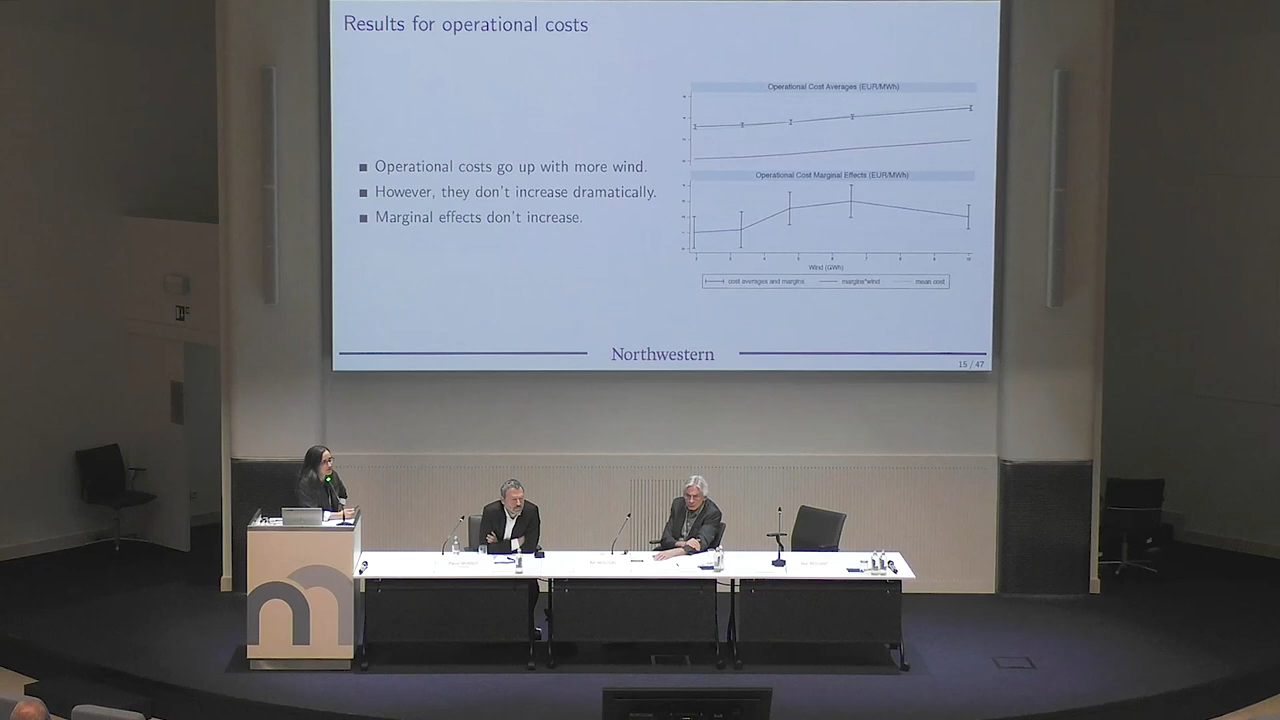 Results for operational costs
Operational costs go up with more wind.
However, they don't increase dramatically.
Marginal effects don't increase.
Operational Cost Averages (EUR/MWh)
Operational Cost Marginal Effects (EUR/MWh)
Wind (GWh)
cost averages and margins
margins*wind
mean cost
Northwestern
15 / 47